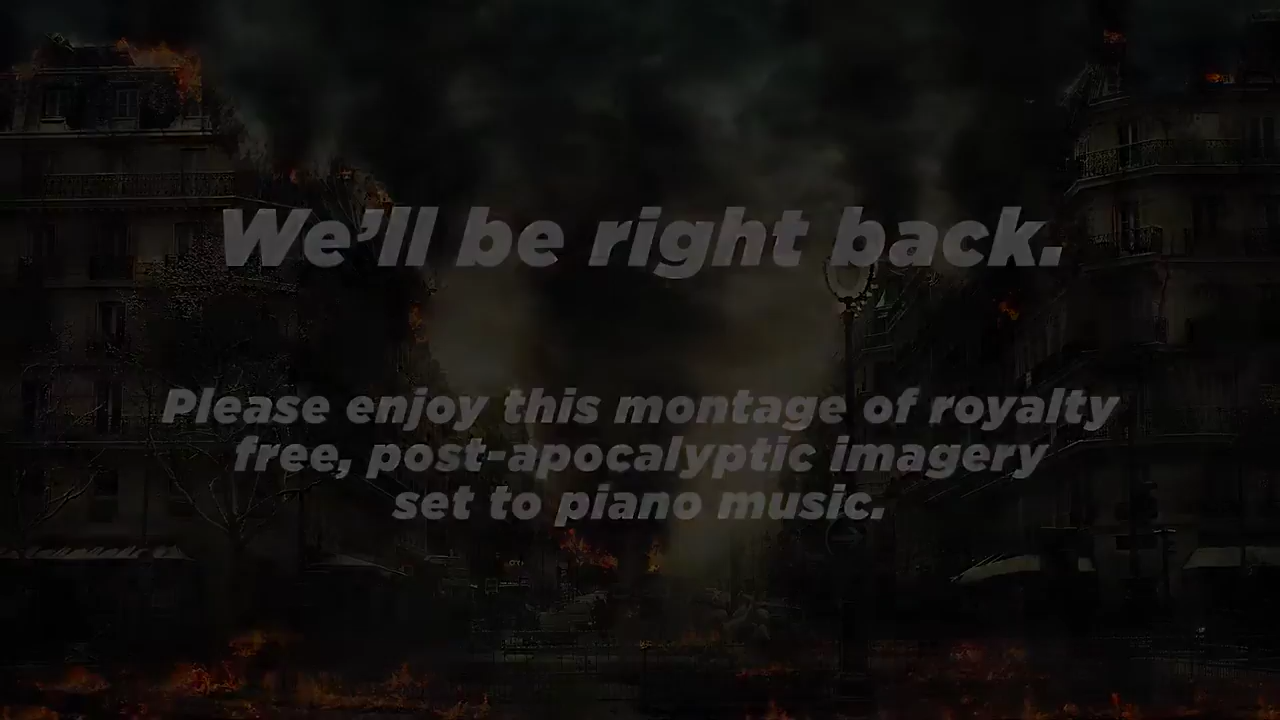 We'll be right back.
Please enjoy this montage of royalty
free, post-apocalyptic imagery
set to piano music.